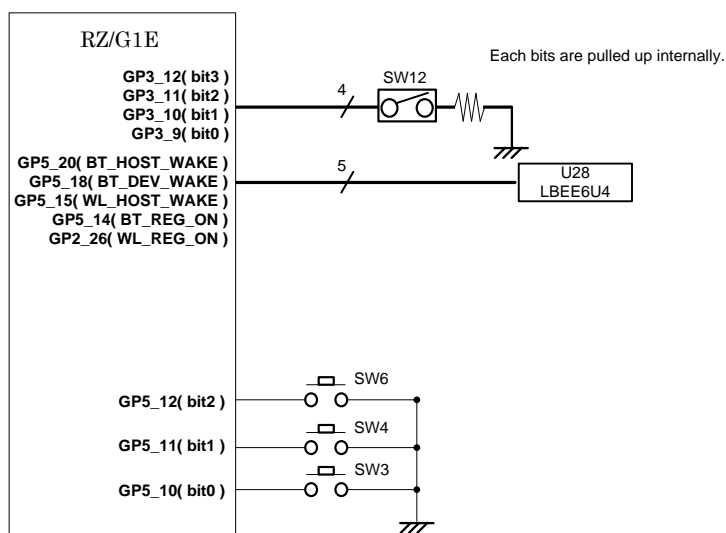 RZ/G1E
Each bits are pulled up internally.
GP3_12( bit3 )
GP3_11( bit2 )
GP3_10( bit1 )
GP3_9( bit0 )
4
SW12
GP5_20( BT_HOST_WAKE )
GP5_18( BT_DEV_WAKE )
GP5_15( WL_HOST_WAKE )
GP5_14( BT_REG_ON )
GP2_26( WL_REG_ON )
5
U28
LBEE6U4
GP5_12( bit2 )
SW6
GP5_11( bit1 )
SW4
GP5_10( bit0 )
SW3